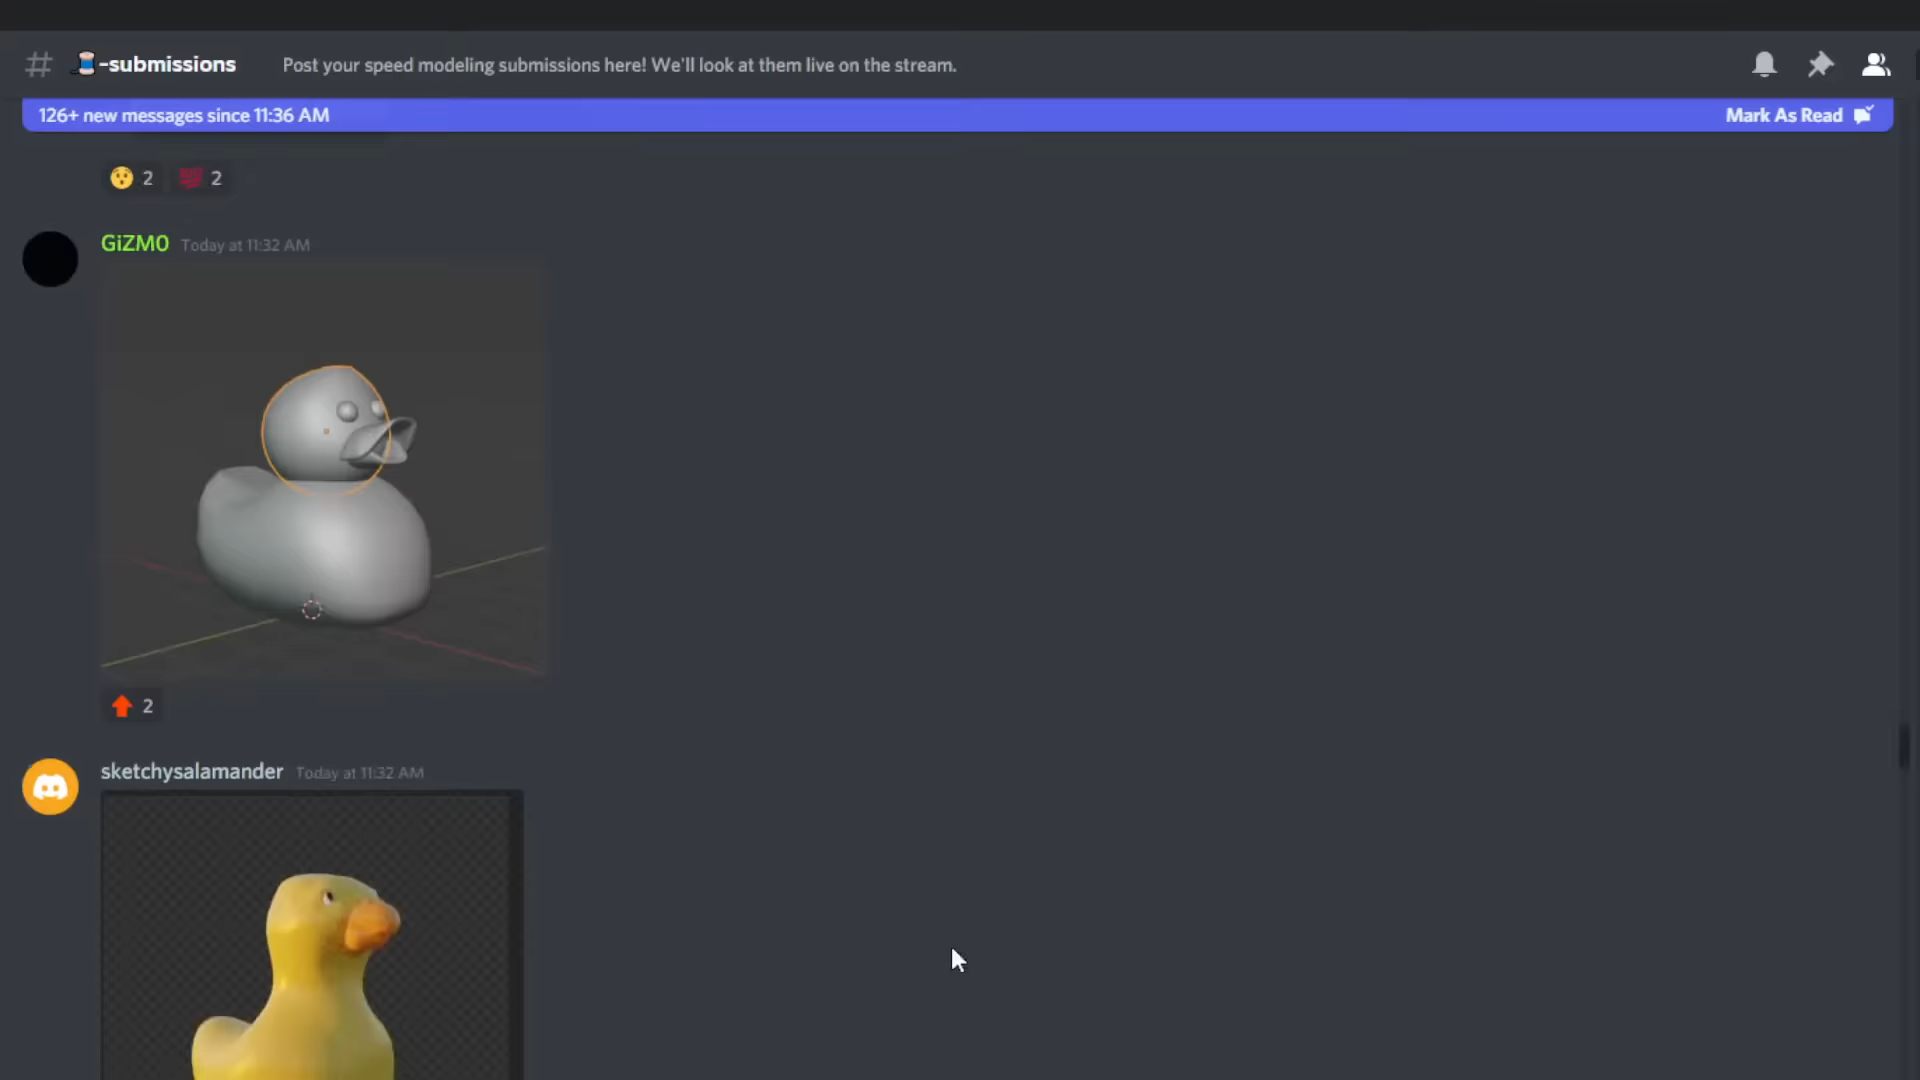 -submissions Post your speed modeling submissions here! We'll look at them live on the stream.
126+ new messages since 11:36 AM Mark As Read
2 2
GiZM0 Today at 11:32 AM
2
sketchysalamander Today at 11:32 AM